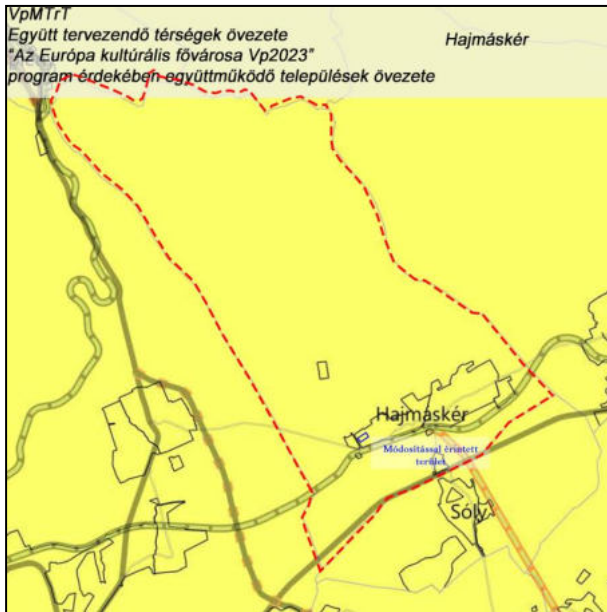 VpMTrT
Együtt tervezendő térségek övezete
"Az Európa kultúrális fővárosa Vp2023"
Hajmáskér
program érdekében együttműködő települések övezete
Hajmáskér
Módosítással érintett
terület
Sóly